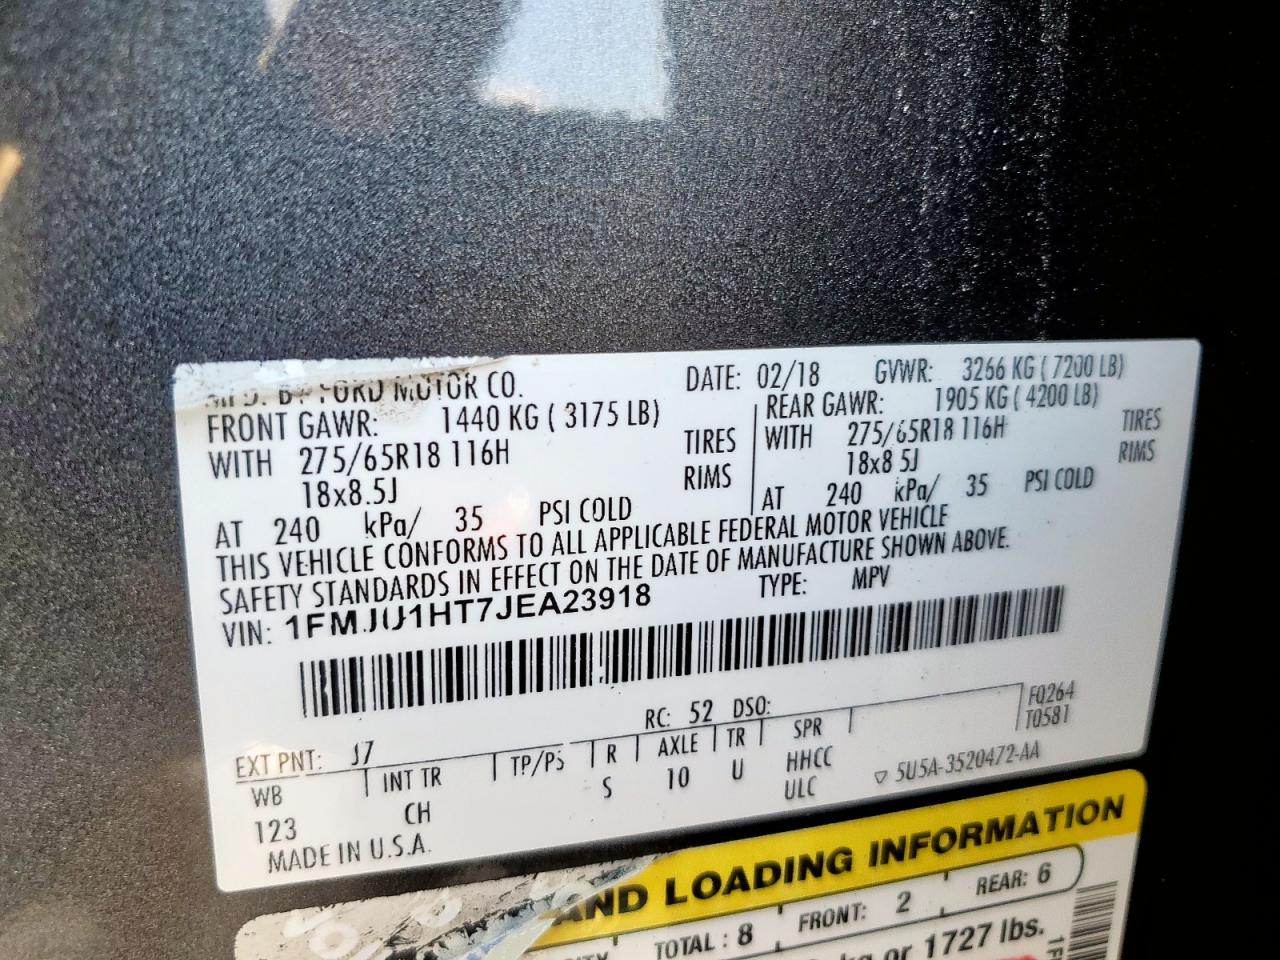 MFD. BY FORD MOTOR CO. DATE: 02/18 GVWR: 3266 KG ( 7200 LB)
FRONT GAWR: 1440 KG ( 3175 LB) REAR GAWR: 1905 KG ( 4200 LB)
WITH 275/65R18 116H TIRES WITH 275/65R18 116H TIRES
18x8.5J RIMS 18x8.5J RIMS
AT 240 kPa/ 35 PSI COLD AT 240 kPa/ 35 PSI COLD
THIS VEHICLE CONFORMS TO ALL APPLICABLE FEDERAL MOTOR VEHICLE
SAFETY STANDARDS IN EFFECT ON THE DATE OF MANUFACTURE SHOWN ABOVE.
VIN: 1FMJU1HT7JEA23918 TYPE: MPV
RC: 52 DSO: FQ264
EXT PNT: J7 T0581
WB INT TR TP/PS R AXLE TR SPR
123 CH S 10 U HHCC
ULC ▽ 5U5A-3520472-AA
MADE IN U.S.A.
AND LOADING INFORMATION
TOTAL : 8 FRONT: 2 REAR: 6
kg or 1727 lbs.